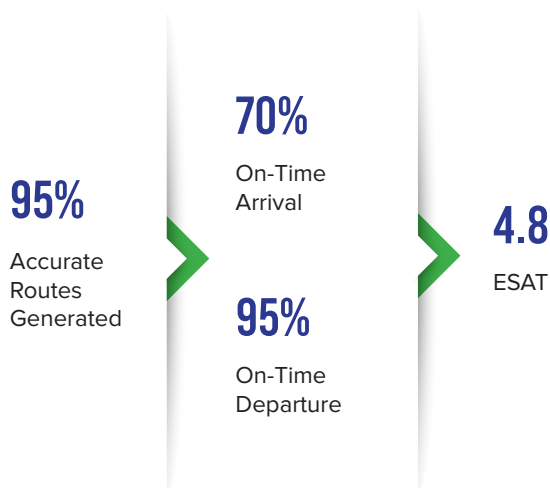 95%
Accurate
Routes
Generated
70%
On-Time
Arrival
95%
On-Time
Departure
4.8
ESAT